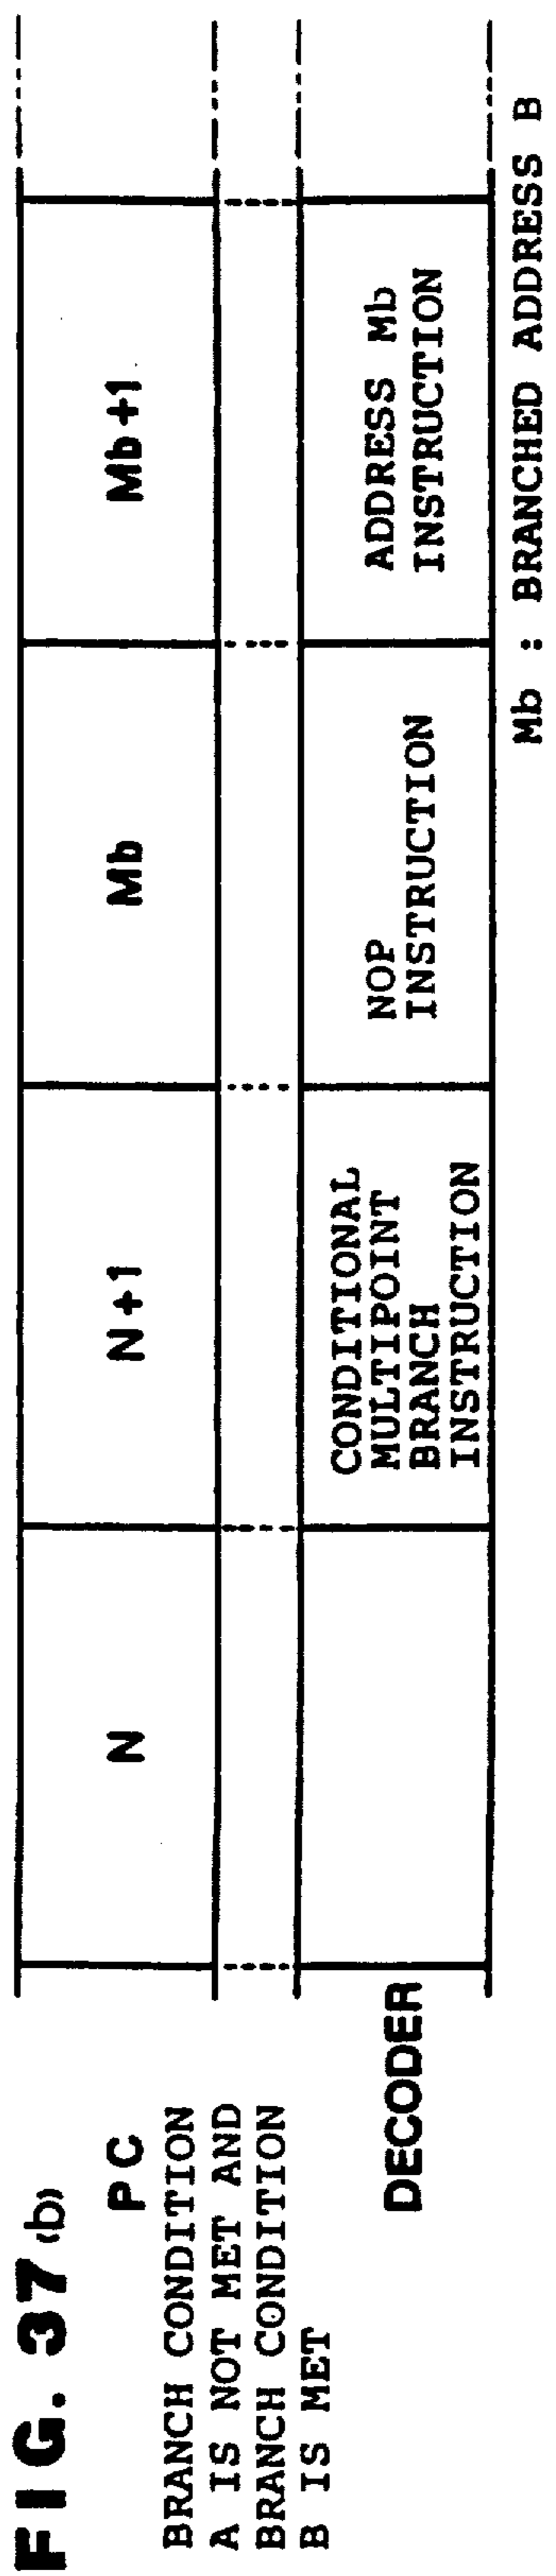 FIG. 37(b)
PC
N
N+1
Mb
Mb+1
BRANCH CONDITION
A IS NOT MET AND
BRANCH CONDITION
B IS MET
DECODER
CONDITIONAL
MULTIPOINT
BRANCH
INSTRUCTION
NOP
INSTRUCTION
ADDRESS Mb
INSTRUCTION
Mb : BRANCHED ADDRESS B